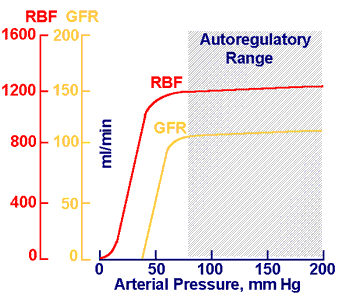 RBF GFR
1600 200
Autoregulatory
Range
1200 150
RBF
GFR
800 100
ml/min
400 50
0 0
0 50 100 150 200
Arterial Pressure, mm Hg